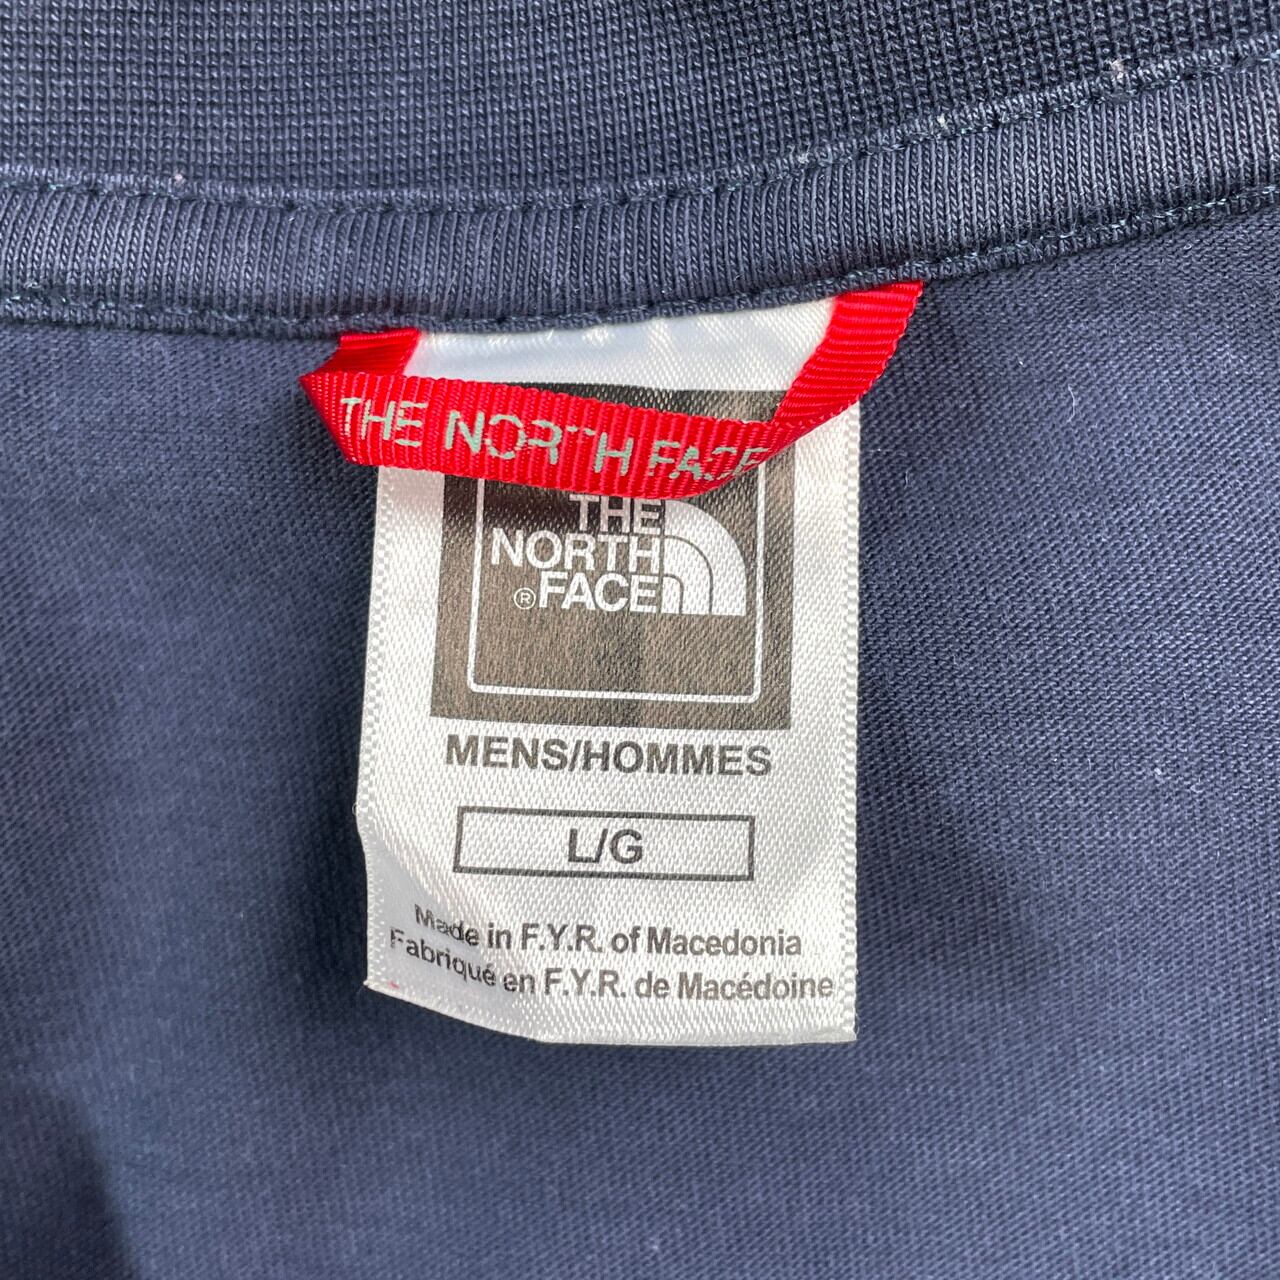 THE NORTH FACE
THE
NORTH
®FACE
MENS/HOMMES
L/G
Made in F.Y.R. of Macedonia
Fabriqué en F.Y.R. de Macédoine